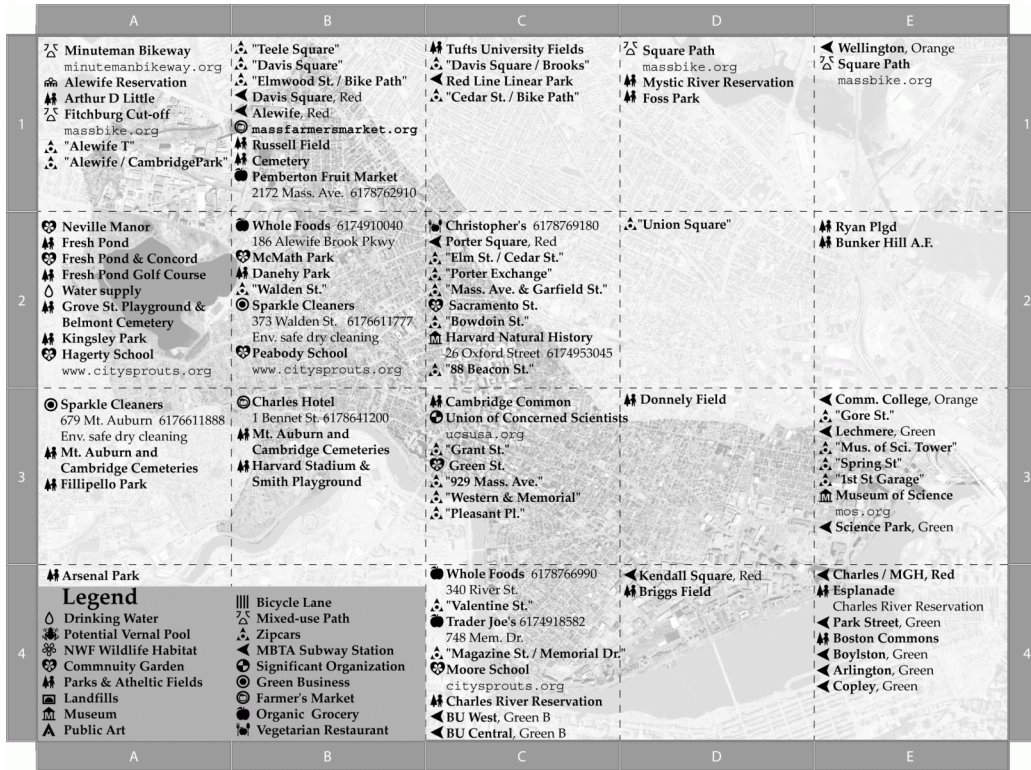 A B C D E
1
Minuteman Bikeway
minutemanbikeway.org
Alewife Reservation
Arthur D Little
Fitchburg Cut-off
massbike.org
"Alewife T"
"Alewife / CambridgePark"
"Teele Square"
"Davis Square"
"Elmwood St. / Bike Path"
Davis Square, Red
Alewife, Red
massfarmersmarket.org
Russell Field
Cemetery
Pemberton Fruit Market
2172 Mass. Ave. 6178762910
Tufts University Fields
"Davis Square / Brooks"
Red Line Linear Park
"Cedar St. / Bike Path"
Square Path
massbike.org
Mystic River Reservation
Foss Park
Wellington, Orange
Square Path
massbike.org
1
2
Neville Manor
Fresh Pond
Fresh Pond & Concord
Fresh Pond Golf Course
Water supply
Grove St. Playground &
Belmont Cemetery
Kingsley Park
Hagerty School
www.citysprouts.org
Whole Foods 6174910040
186 Alewife Brook Pkwy
McMath Park
Danehy Park
"Walden St."
Sparkle Cleaners
373 Walden St. 6176611777
Env. safe dry cleaning
Peabody School
www.citysprouts.org
Christopher's 6178769180
Porter Square, Red
"Elm St. / Cedar St."
"Porter Exchange"
"Mass. Ave. & Garfield St."
Sacramento St.
"Bowdoin St."
Harvard Natural History
26 Oxford Street 6174953045
"88 Beacon St."
"Union Square"
Ryan Plgd
Bunker Hill A.F.
2
3
Sparkle Cleaners
679 Mt. Auburn 6176611888
Env. safe dry cleaning
Mt. Auburn and
Cambridge Cemeteries
Fillipello Park
Charles Hotel
1 Bennet St. 6178641200
Mt. Auburn and
Cambridge Cemeteries
Harvard Stadium &
Smith Playground
Cambridge Common
Union of Concerned Scientists
ucsusa.org
"Grant St."
Green St.
"929 Mass. Ave."
"Western & Memorial"
"Pleasant Pl."
Donnely Field
Comm. College, Orange
"Gore St."
Lechmere, Green
"Mus. of Sci. Tower"
"Spring St"
"1st St Garage"
Museum of Science
mos.org
Science Park, Green
3
4
Arsenal Park
Legend
Drinking Water
Potential Vernal Pool
NWF Wildlife Habitat
Commnuity Garden
Parks & Atheltic Fields
Landfills
Museum
Public Art
Bicycle Lane
Mixed-use Path
Zipcars
MBTA Subway Station
Significant Organization
Green Business
Farmer's Market
Organic Grocery
Vegetarian Restaurant
Whole Foods 6178766990
340 River St.
"Valentine St."
Trader Joe's 6174918582
748 Mem. Dr.
"Magazine St. / Memorial Dr."
Moore School
citysprouts.org
Charles River Reservation
BU West, Green B
BU Central, Green B
Kendall Square, Red
Briggs Field
Charles / MGH, Red
Esplanade
Charles River Reservation
Park Street, Green
Boston Commons
Boylston, Green
Arlington, Green
Copley, Green
4
A B C D E